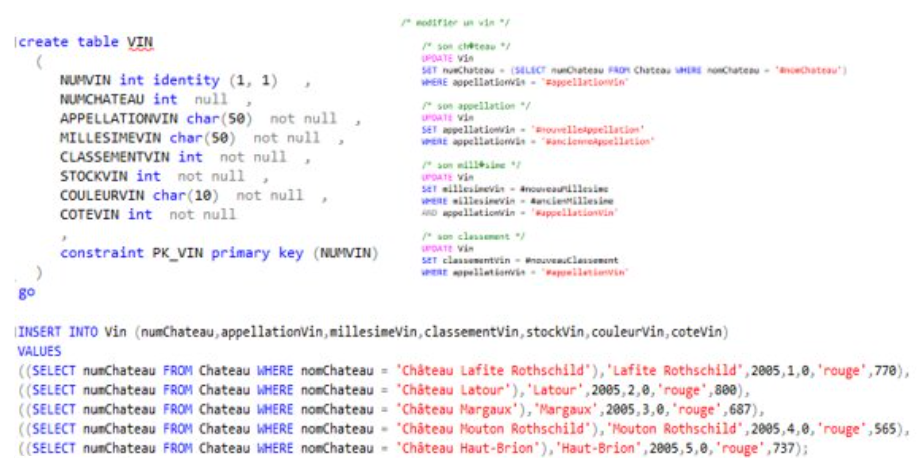 create table VIN
(
NUMVIN int identity (1, 1) ,
NUMCHATEAU int null ,
APPELLATIONVIN char(50) not null ,
MILLESIMEVIN char(50) not null ,
CLASSEMENTVIN int not null ,
STOCKVIN int not null ,
COULEURVIN char(10) not null ,
COTEVIN int not null
,
constraint PK_VIN primary key (NUMVIN)
)
go
/* modifier un vin */
/* son ch�teau */
UPDATE Vin
SET numChateau = (SELECT numChateau FROM Chateau WHERE nomChateau = '#nomChateau')
WHERE appellationVin = '#appellationVin'
/* son appellation */
UPDATE Vin
SET appellationVin = '#nouvelleAppellation'
WHERE appellationVin = '#ancienneAppellation'
/* son mill�sime */
UPDATE Vin
SET millesimeVin = #nouveauMillesime
WHERE millesimeVin = #ancienMillesime
AND appellationVin = '#appellationVin'
/* son classement */
UPDATE Vin
SET classementVin = #nouveauClassement
WHERE appellationVin = '#appellationVin'
INSERT INTO Vin (numChateau,appellationVin,millesimeVin,classementVin,stockVin,couleurVin,coteVin)
VALUES
((SELECT numChateau FROM Chateau WHERE nomChateau = 'Château Lafite Rothschild'),'Lafite Rothschild',2005,1,0,'rouge',770),
((SELECT numChateau FROM Chateau WHERE nomChateau = 'Château Latour'),'Latour',2005,2,0,'rouge',800),
((SELECT numChateau FROM Chateau WHERE nomChateau = 'Château Margaux'),'Margaux',2005,3,0,'rouge',687),
((SELECT numChateau FROM Chateau WHERE nomChateau = 'Château Mouton Rothschild'),'Mouton Rothschild',2005,4,0,'rouge',565),
((SELECT numChateau FROM Chateau WHERE nomChateau = 'Château Haut-Brion'),'Haut-Brion',2005,5,0,'rouge',737);